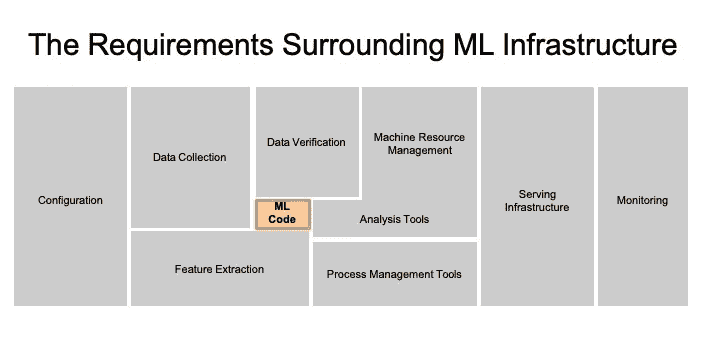 The Requirements Surrounding ML Infrastructure
Configuration
Data Collection
Data Verification
Machine Resource
Management
ML
Code
Analysis Tools
Feature Extraction
Process Management Tools
Serving
Infrastructure
Monitoring